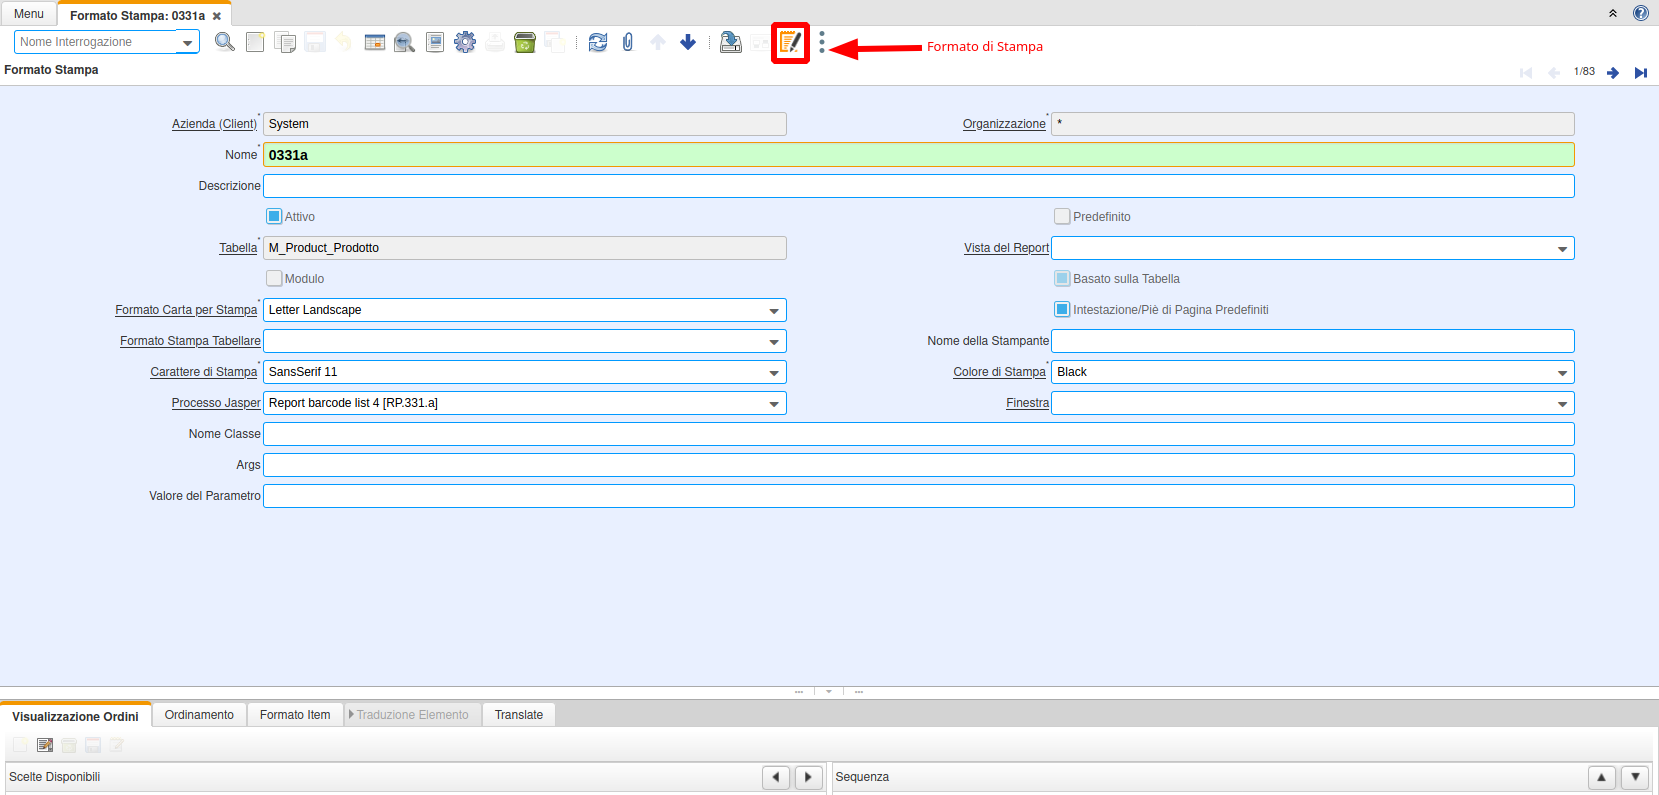 Menu
Formato Stampa: 0331a
Nome Interrogazione
Formato di Stampa
Formato Stampa
1/83
Azienda (Client)* System
Organizzazione* *
Nome* 0331a
Descrizione
Attivo
Predefinito
Tabella* M_Product_Prodotto
Vista del Report
Modulo
Basato sulla Tabella
Formato Carta per Stampa* Letter Landscape
Intestazione/Piè di Pagina Predefiniti
Formato Stampa Tabellare
Nome della Stampante
Carattere di Stampa* SansSerif 11
Colore di Stampa* Black
Processo Jasper Report barcode list 4 [RP.331.a]
Finestra
Nome Classe
Args
Valore del Parametro
Visualizzazione Ordini
Ordinamento
Formato Item
Traduzione Elemento
Translate
Scelte Disponibili
Sequenza